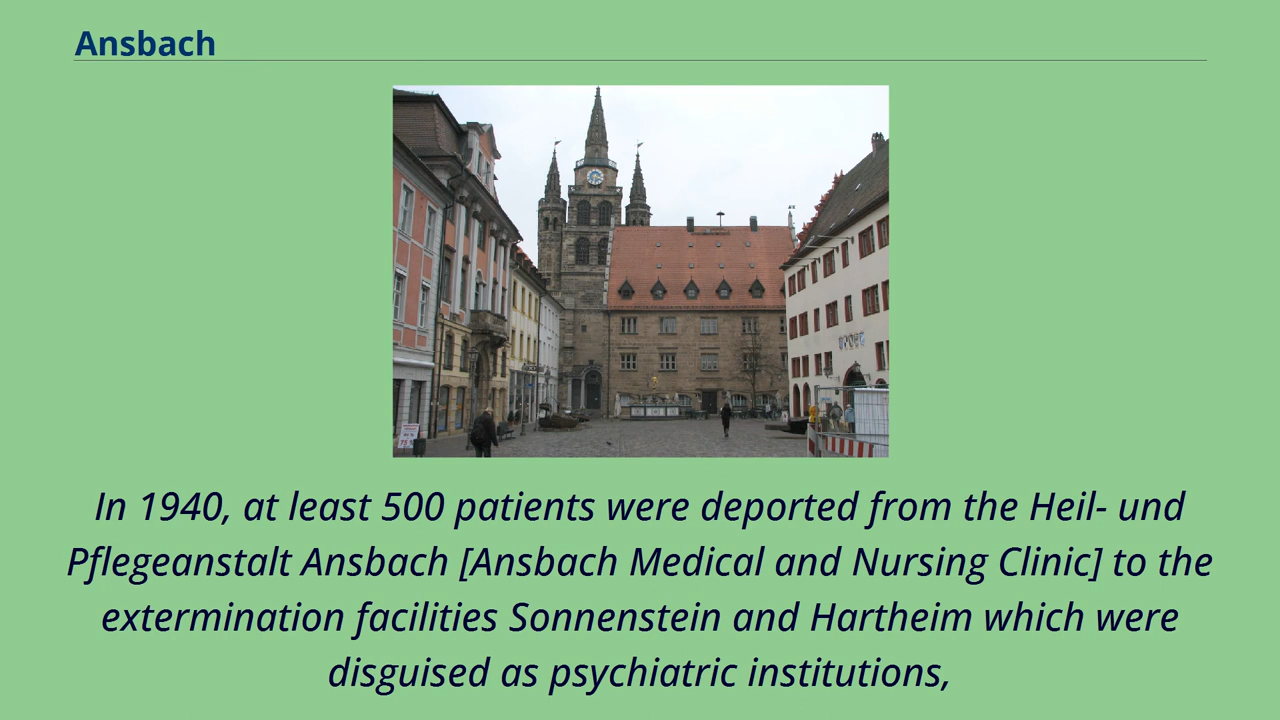 Ansbach
In 1940, at least 500 patients were deported from the Heil- und
Pflegeanstalt Ansbach [Ansbach Medical and Nursing Clinic] to the
extermination facilities Sonnenstein and Hartheim which were
disguised as psychiatric institutions,